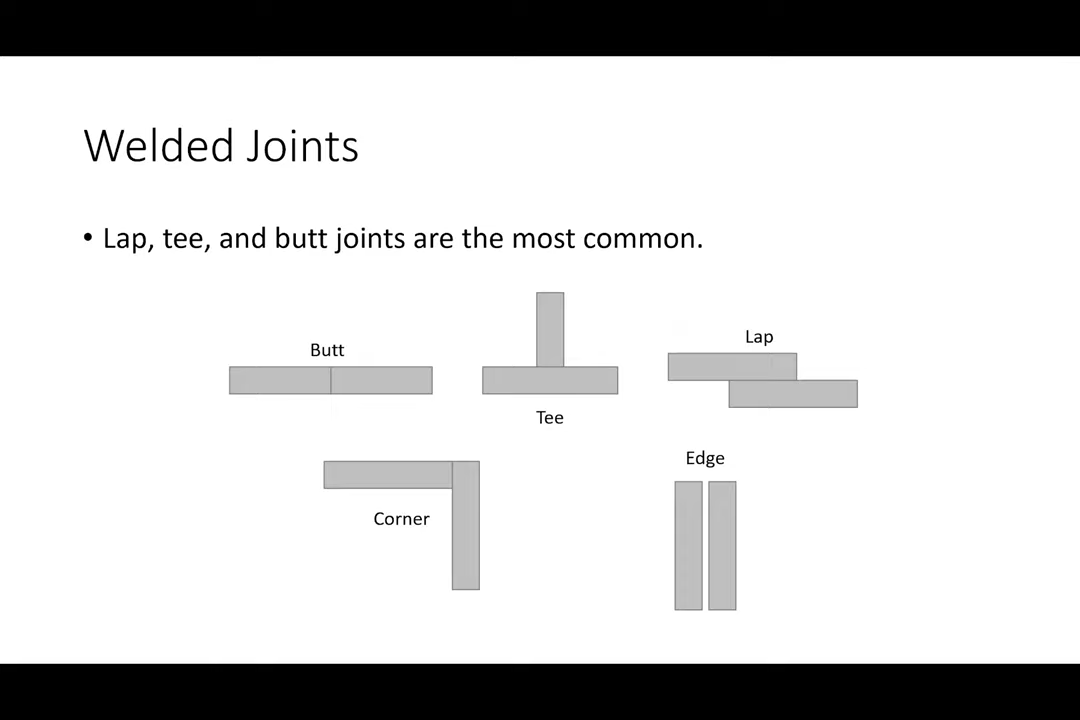 Welded Joints
• Lap, tee, and butt joints are the most common.
Butt
Tee
Lap
Corner
Edge